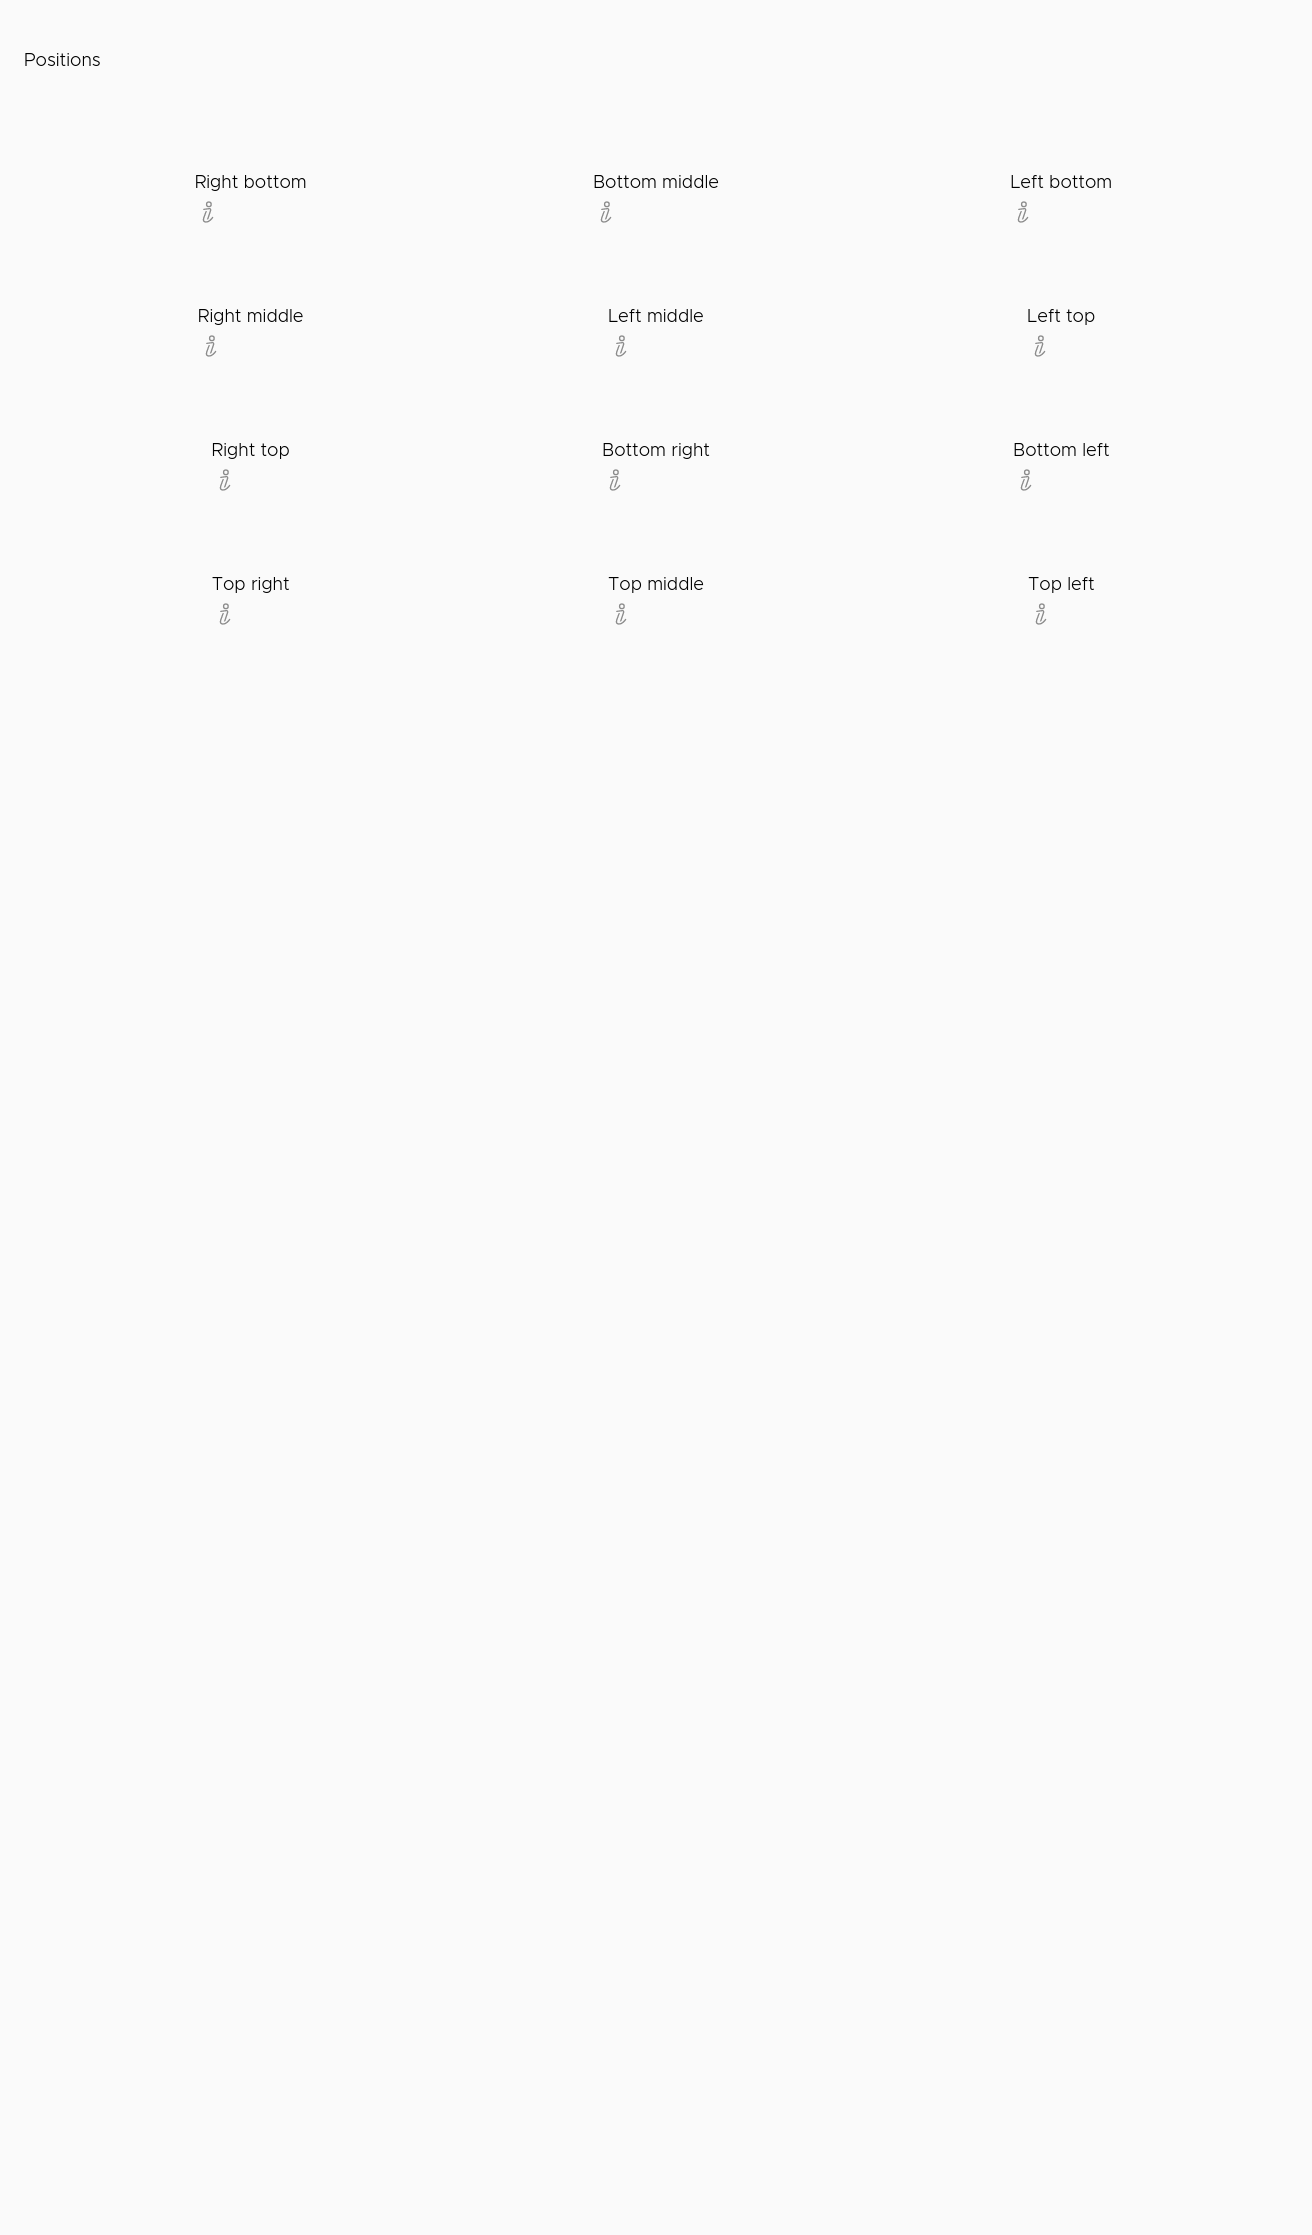 Positions
Right bottom
Bottom middle
Left bottom
Right middle
Left middle
Left top
Right top
Bottom right
Bottom left
Top right
Top middle
Top left